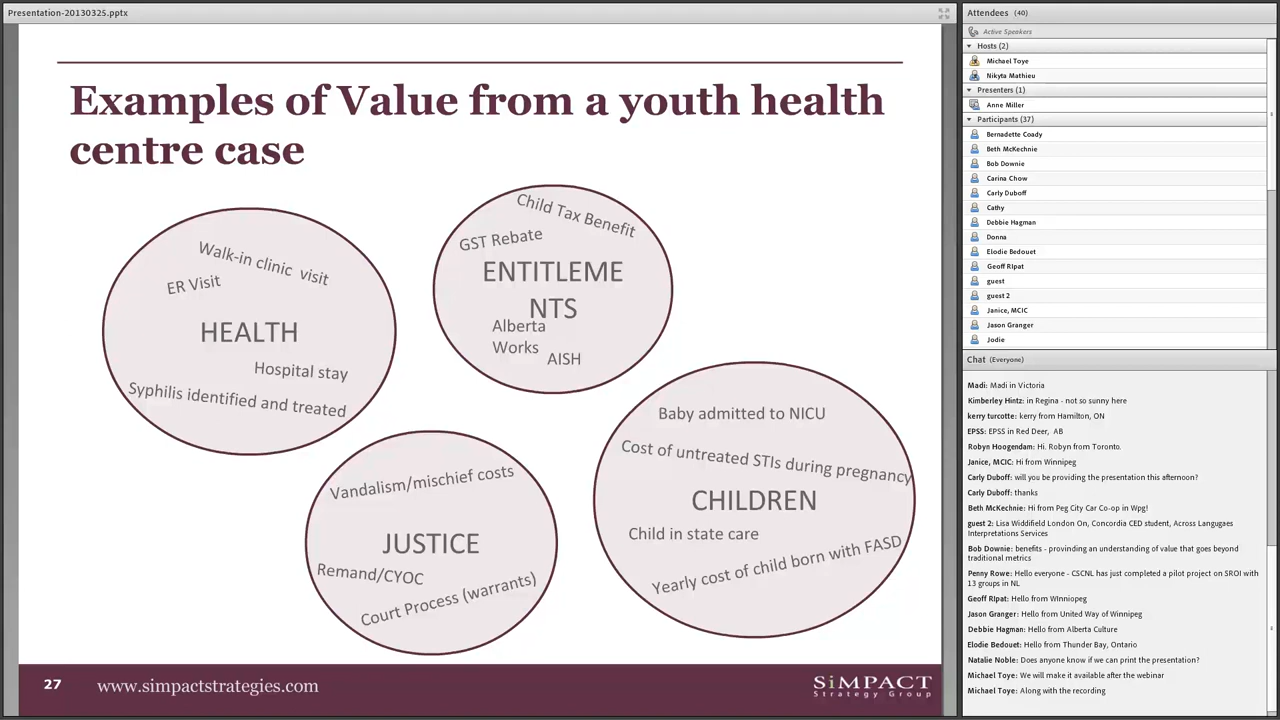 Presentation-20130325.pptx
Examples of Value from a youth health
centre case
Walk-in clinic visit
ER Visit
HEALTH
Hospital stay
Syphilis identified and treated
Child Tax Benefit
GST Rebate
ENTITLEME
NTS
Alberta
Works
AISH
Vandalism/mischief costs
JUSTICE
Remand/CYOC
Court Process (warrants)
Baby admitted to NICU
Cost of untreated STIs during pregnancy
CHILDREN
Child in state care
Yearly cost of child born with FASD
27
www.simpactstrategies.com
SiMPACT
Strategy Group
Attendees (40)
Active Speakers
Hosts (2)
Michael Toye
Nikyta Mathieu
Presenters (1)
Anne Miller
Participants (37)
Bernadette Coady
Beth McKechnie
Bob Downie
Carina Chow
Carly Duboff
Cathy
Debbie Hagman
Donna
Elodie Bedouet
Geoff RIpat
guest
guest 2
Janice, MCIC
Jason Granger
Jodie
Chat (Everyone)
Madi: Madi in Victoria
Kimberley Hintz: in Regina - not so sunny here
kerry turcotte: kerry from Hamilton, ON
EPSS: EPSS in Red Deer, AB
Robyn Hoogendam: Hi. Robyn from Toronto.
Janice, MCIC: Hi from Winnipeg
Carly Duboff: will you be providing the presentation this afternoon?
Carly Duboff: thanks
Beth McKechnie: Hi from Peg City Car Co-op in Wpg!
guest 2: Lisa Widdifield London On, Concordia CED student, Across Langugaes
Interpretations Services
Bob Downie: benefits - provinding an understanding of value that goes beyond
traditional metrics
Penny Rowe: Hello everyone - CSCNL has just completed a pilot project on SROI with
13 groups in NL
Geoff RIpat: Hello from WInniopeg
Jason Granger: Hello from United Way of Winnipeg
Debbie Hagman: Hello from Alberta Culture
Elodie Bedouet: Hello from Thunder Bay, Ontario
Natalie Noble: Does anyone know if we can print the presentation?
Michael Toye: We will make it available after the webinar
Michael Toye: Along with the recording